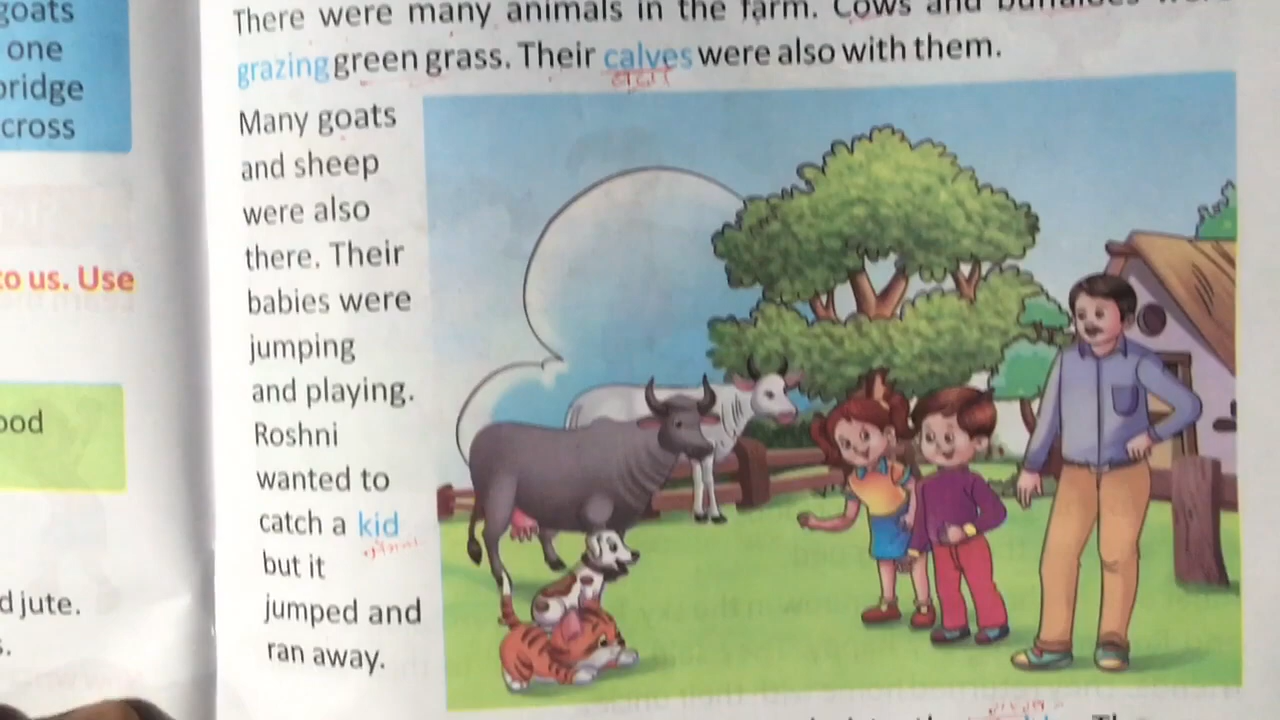 goats
one
bridge
cross
to us. Use
ood
d jute.
s.
There were many animals in the farm. Cows and buffaloes
grazing green grass. Their calves were also with them.
Many goats
and sheep
were also
there. Their
babies were
jumping
and playing.
Roshni
wanted to
catch a kid
but it
jumped and
ran away.